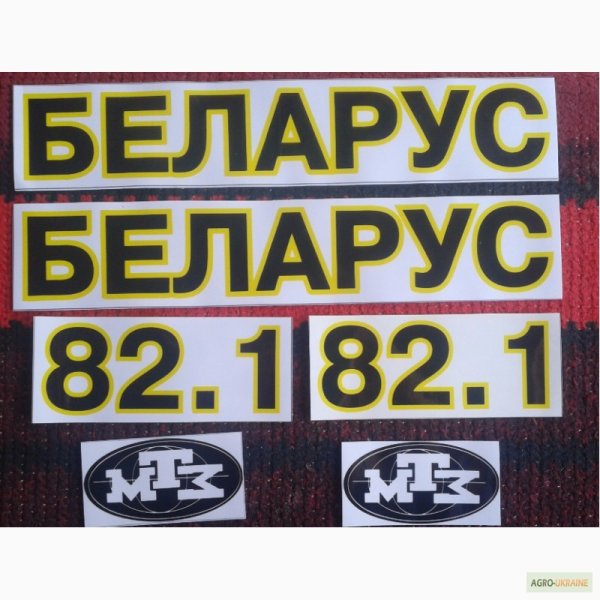 БЕЛАРУС
БЕЛАРУС
82.1 82.1
МТЗ МТЗ
AGRO-UKRAINE